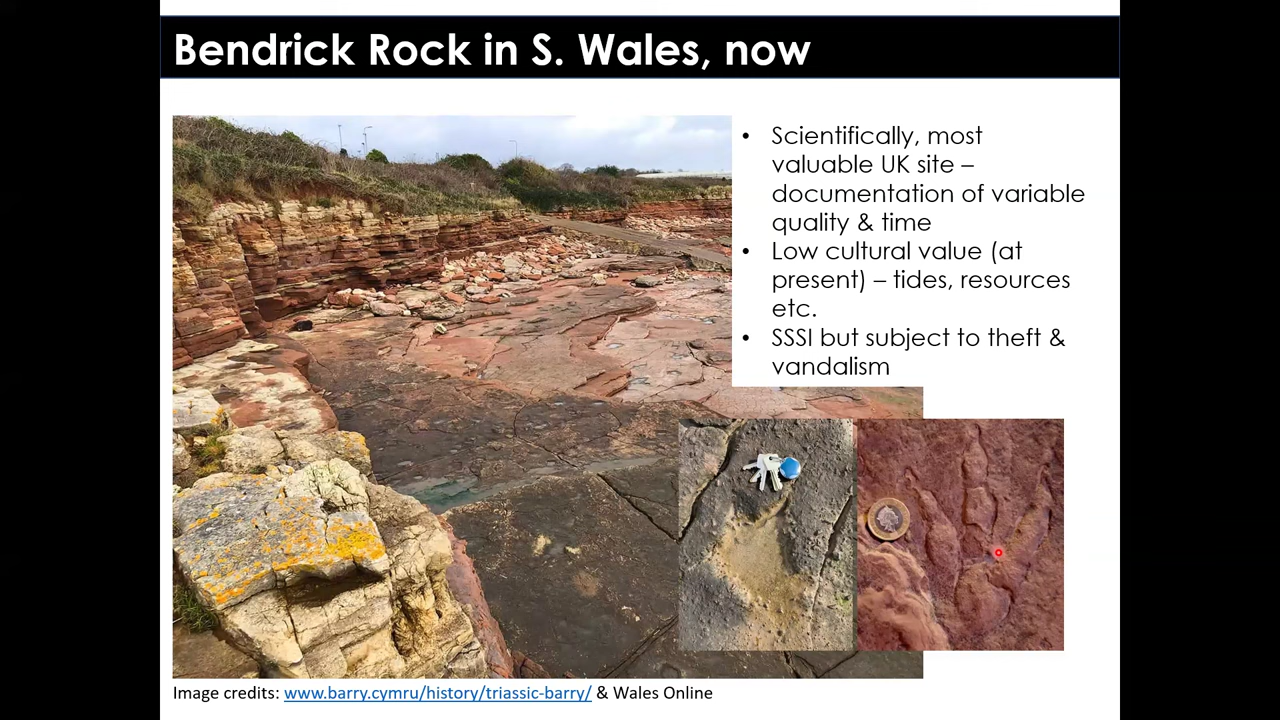 Bendrick Rock in S. Wales, now
• Scientifically, most
valuable UK site –
documentation of variable
quality & time
• Low cultural value (at
present) – tides, resources
etc.
• SSSI but subject to theft &
vandalism
Image credits: www.barry.cymru/history/triassic-barry/ & Wales Online